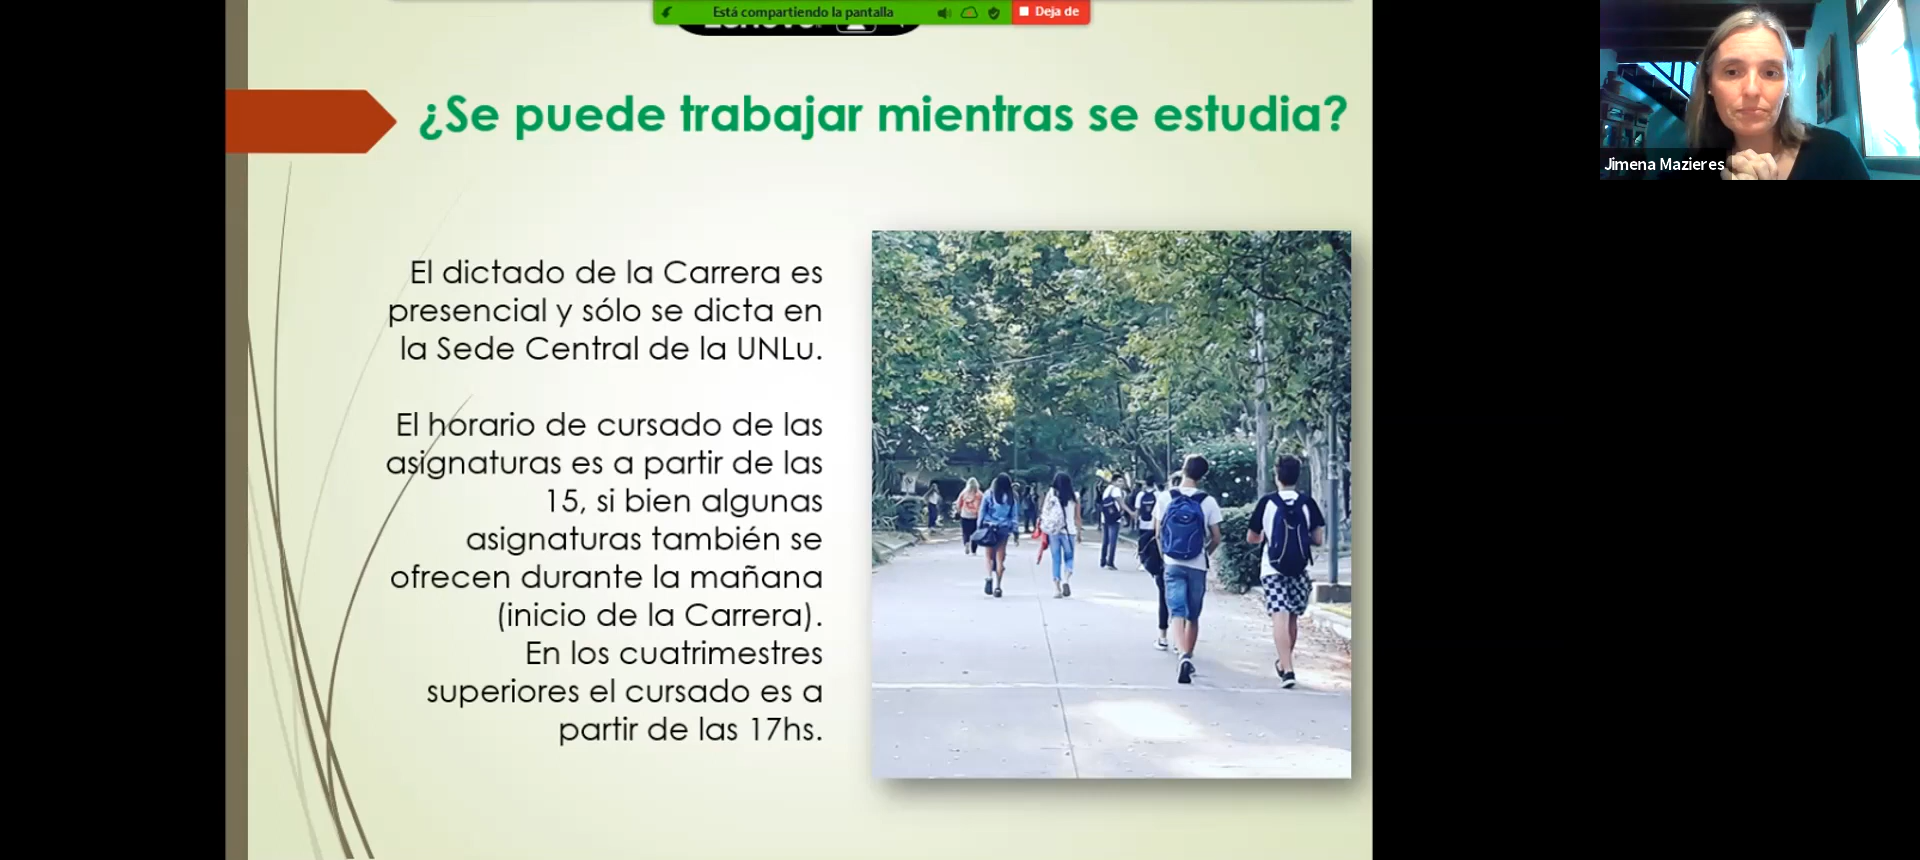 Está compartiendo la pantalla
Deja de
¿Se puede trabajar mientras se estudia?
El dictado de la Carrera es
presencial y sólo se dicta en
la Sede Central de la UNLu.
El horario de cursado de las
asignaturas es a partir de las
15, si bien algunas
asignaturas también se
ofrecen durante la mañana
(inicio de la Carrera).
En los cuatrimestres
superiores el cursado es a
partir de las 17hs.
Jimena Mazieres